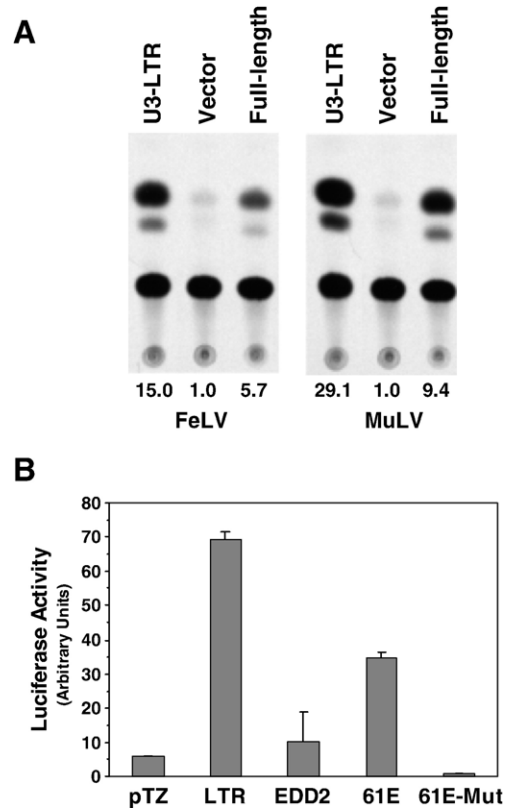 A
U3-LTR Vector Full-length U3-LTR Vector Full-length
15.0 1.0 5.7 29.1 1.0 9.4
FeLV MuLV
B
Luciferase Activity
(Arbitrary Units)
80
70
60
50
40
30
20
10
0
pTZ LTR EDD2 61E 61E-Mut